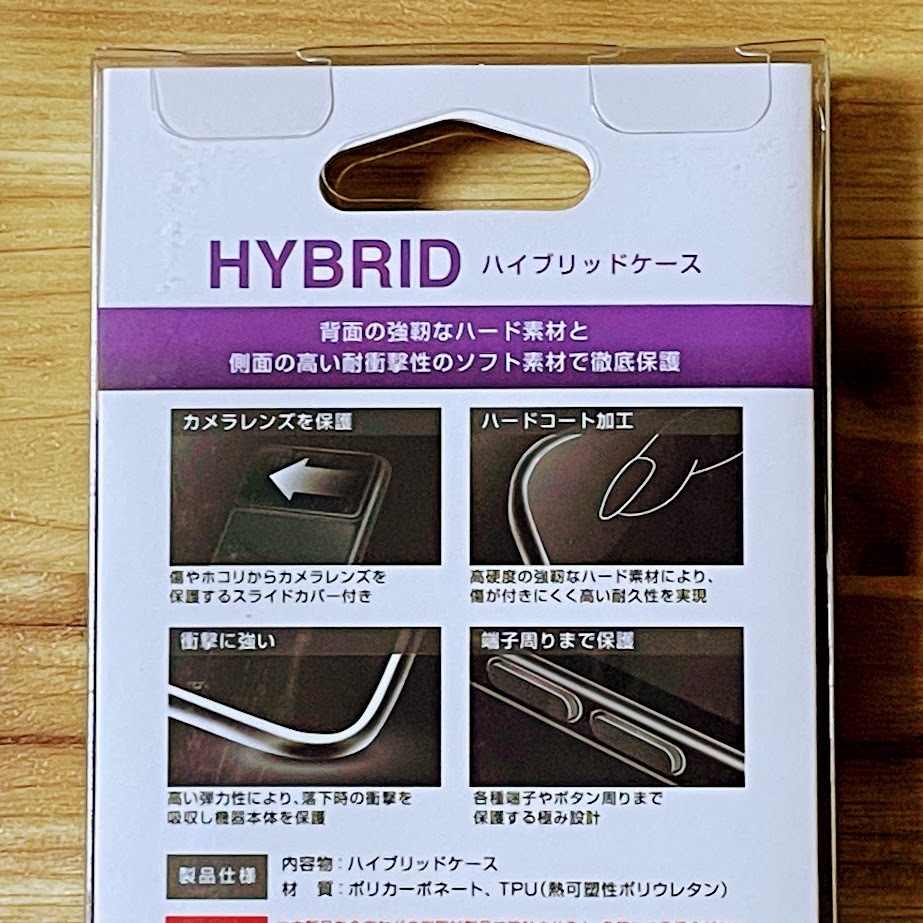 HYBRID ハイブリッドケース
背面の強靭なハード素材と
側面の高い耐衝撃性のソフト素材で徹底保護
カメラレンズを保護
傷やホコリからカメラレンズを
保護するスライドカバー付き
ハードコート加工
高硬度の強靭なハード素材により、
傷が付きにくく高い耐久性を実現
衝撃に強い
高い弾力性により、落下時の衝撃を
吸収し機器本体を保護
端子周りまで保護
各種端子やボタン周りまで
保護する極み設計
製品仕様
内容物：ハイブリッドケース
材　質：ポリカーボネート、TPU（熱可塑性ポリウレタン）